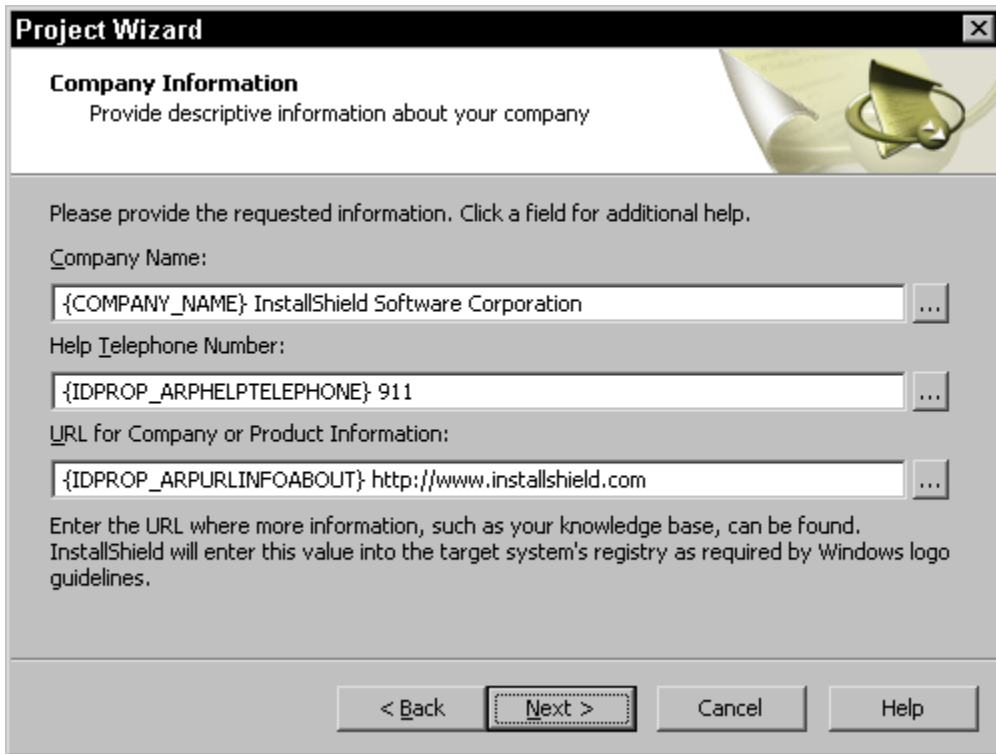 Project Wizard
Company Information
Provide descriptive information about your company
Please provide the requested information. Click a field for additional help.
Company Name:
{COMPANY_NAME} InstallShield Software Corporation
...
Help Telephone Number:
{IDPROP_ARPHELPTELEPHONE} 911
...
URL for Company or Product Information:
{IDPROP_ARPURLINFOABOUT} http://www.installshield.com
...
Enter the URL where more information, such as your knowledge base, can be found.
InstallShield will enter this value into the target system's registry as required by Windows logo
guidelines.
< Back Next > Cancel Help